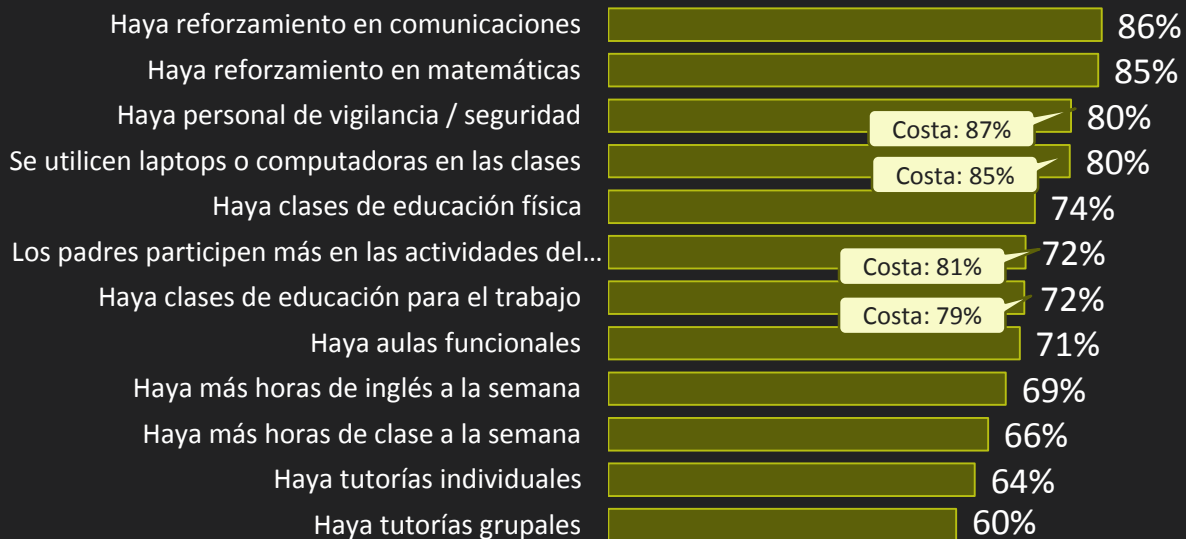 Haya reforzamiento en comunicaciones 86%
Haya reforzamiento en matemáticas 85%
Haya personal de vigilancia / seguridad Costa: 87% 80%
Se utilicen laptops o computadoras en las clases Costa: 85% 80%
Haya clases de educación física 74%
Los padres participen más en las actividades del... Costa: 81% 72%
Haya clases de educación para el trabajo Costa: 79% 72%
Haya aulas funcionales 71%
Haya más horas de inglés a la semana 69%
Haya más horas de clase a la semana 66%
Haya tutorías individuales 64%
Haya tutorías grupales 60%